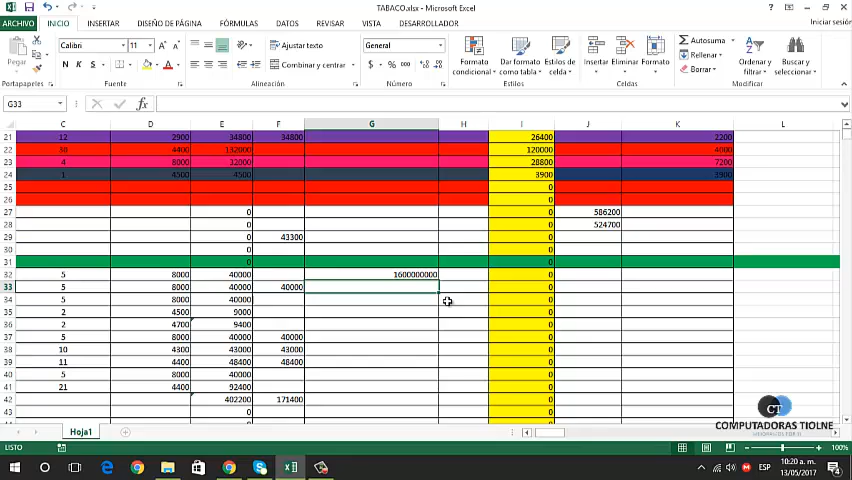 TABACO.xlsx - Microsoft Excel
Iniciar sesión
ARCHIVO INICIO INSERTAR DISEÑO DE PÁGINA FÓRMULAS DATOS REVISAR VISTA DESARROLLADOR
Pegar
Calibri 11
N K S
Ajustar texto
Combinar y centrar
General
$ % 000
Formato condicional
Dar formato como tabla
Estilos de celda
Insertar Eliminar Formato
Autosuma
Rellenar
Borrar
Ordenar y filtrar
Buscar y seleccionar
Portapapeles Fuente Alineación Número Estilos Celdas Modificar
G33 fx
C D E F G H I J K L
21 12 2900 34800 34800 26400 2200
22 30 4400 132000 120000 4000
23 4 8000 32000 28800 7200
24 1 4500 4500 3900 3900
25 0
26 0
27 0 0 586200
28 0 0 524700
29 0 43300 0
30 0 0
31 0 0
32 5 8000 40000 1600000000 0
33 5 8000 40000 40000 0
34 5 8000 40000 0
35 2 4500 9000 0
36 2 4700 9400 0
37 5 8000 40000 40000 0
38 10 4300 43000 43000 0
39 11 4400 48400 48400 0
40 5 8000 40000 0
41 21 4400 92400 0
42 402200 171400 0
43 0 0
CT
COMPUTADORAS TIOLNE
Hoja1
LISTO
100%
ESP
10:20 a. m.
13/05/2017
4